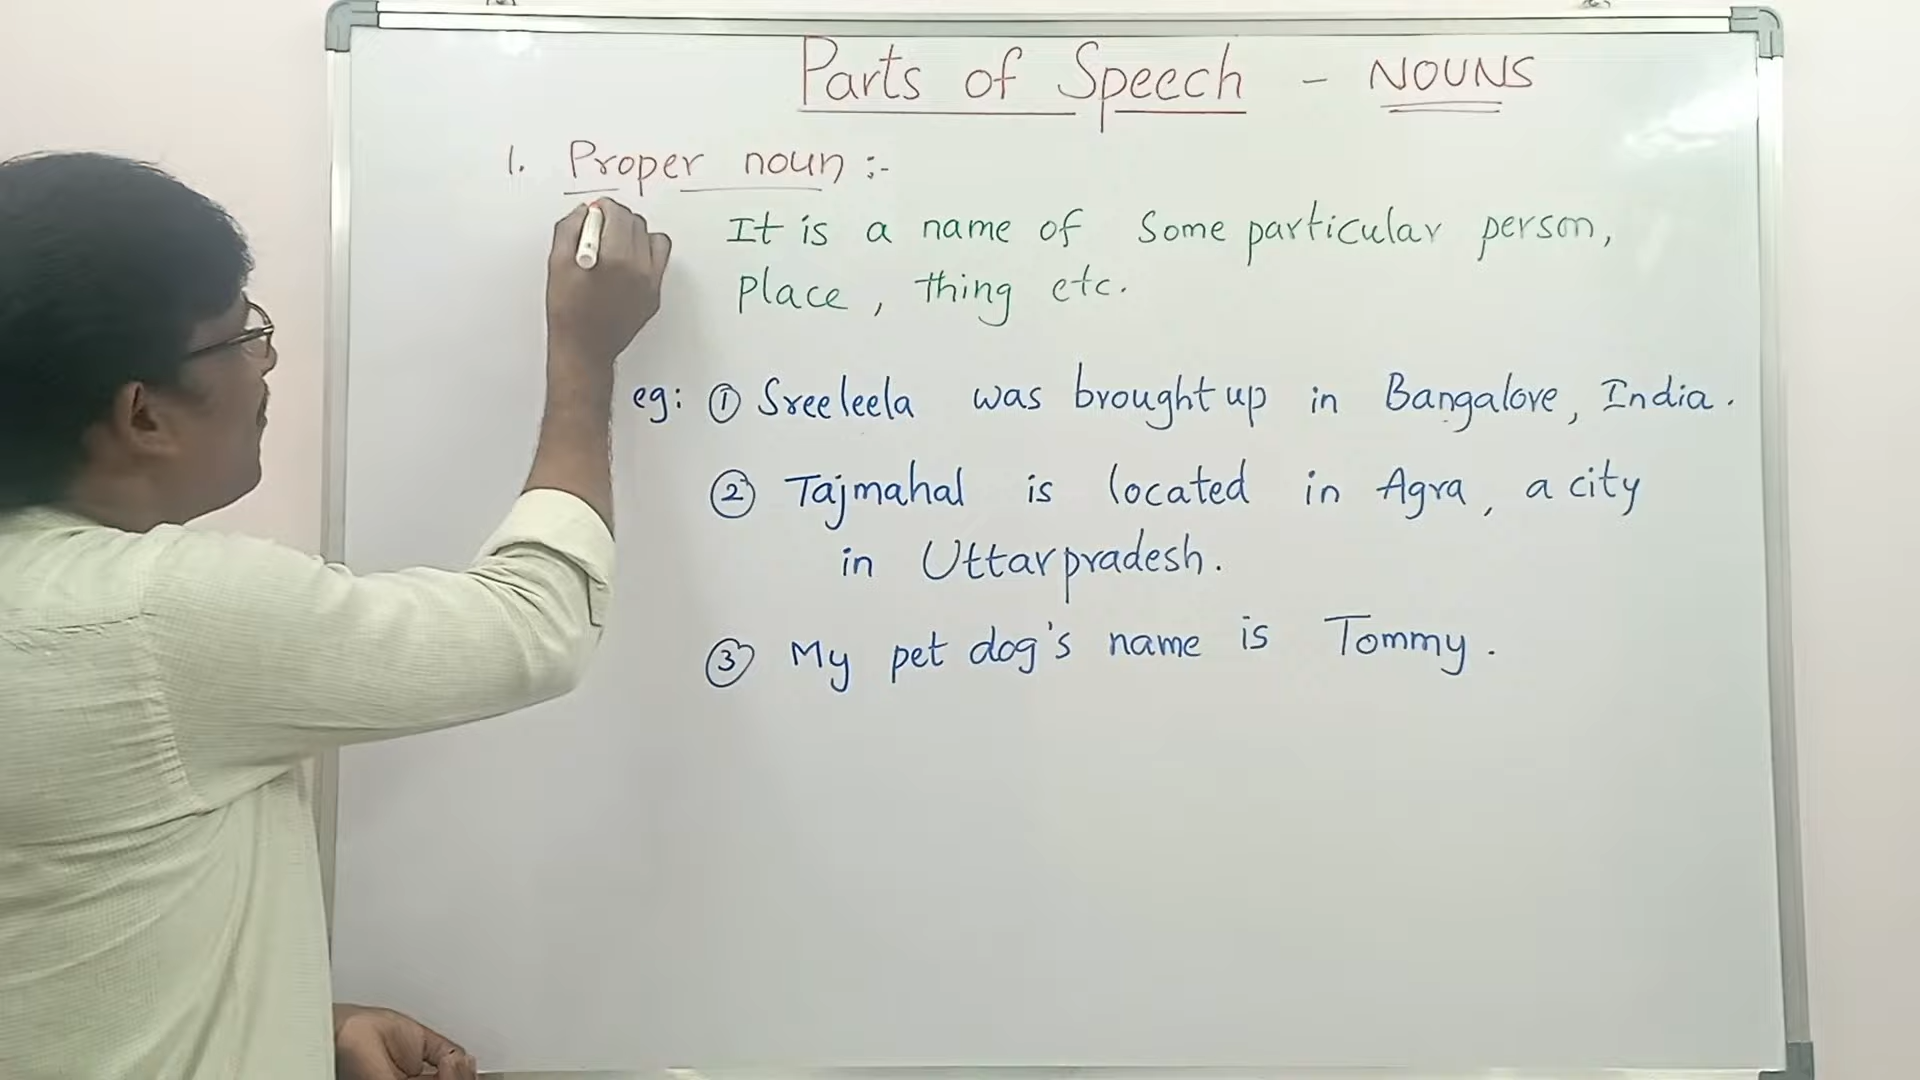 Parts of Speech - NOUNS
1. Proper noun :-
It is a name of Some particular person,
place, thing etc.
eg: ① Sreeleela was brought up in Bangalore, India.
② Tajmahal is located in Agra, a city
in Uttarpradesh.
③ My pet dog's name is Tommy.